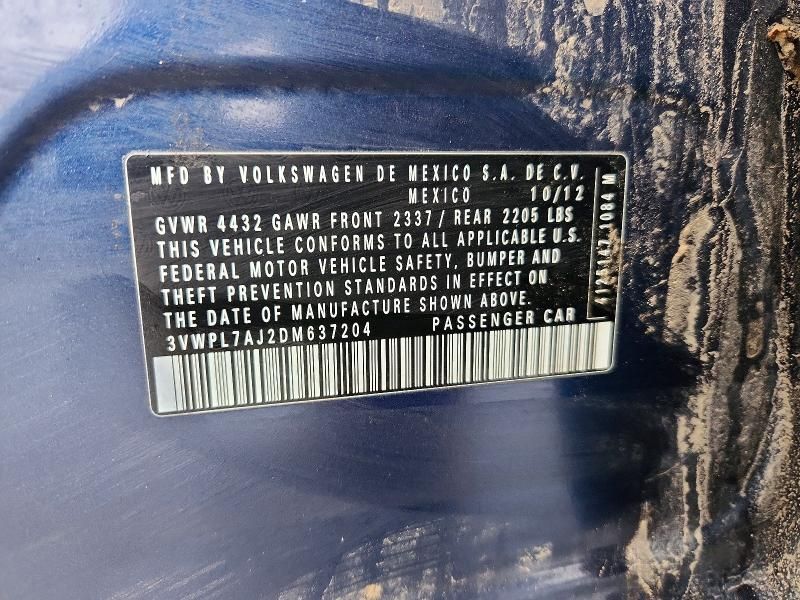 MFD BY VOLKSWAGEN DE MEXICO S.A. DE C.V.
MEXICO 10/12
GVWR 4432 GAWR FRONT 2337 / REAR 2205 LBS
THIS VEHICLE CONFORMS TO ALL APPLICABLE U.S.
FEDERAL MOTOR VEHICLE SAFETY, BUMPER AND
THEFT PREVENTION STANDARDS IN EFFECT ON
THE DATE OF MANUFACTURE SHOWN ABOVE.
3VWPL7AJ2DM637204 PASSENGER CAR
1084 M